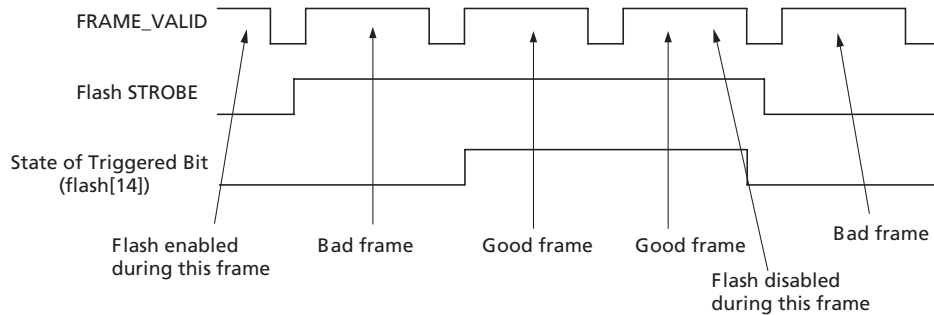 FRAME_VALID
Flash STROBE
State of Triggered Bit
(flash[14])
Flash enabled
during this frame
Bad frame
Good frame
Good frame
Flash disabled
during this frame
Bad frame